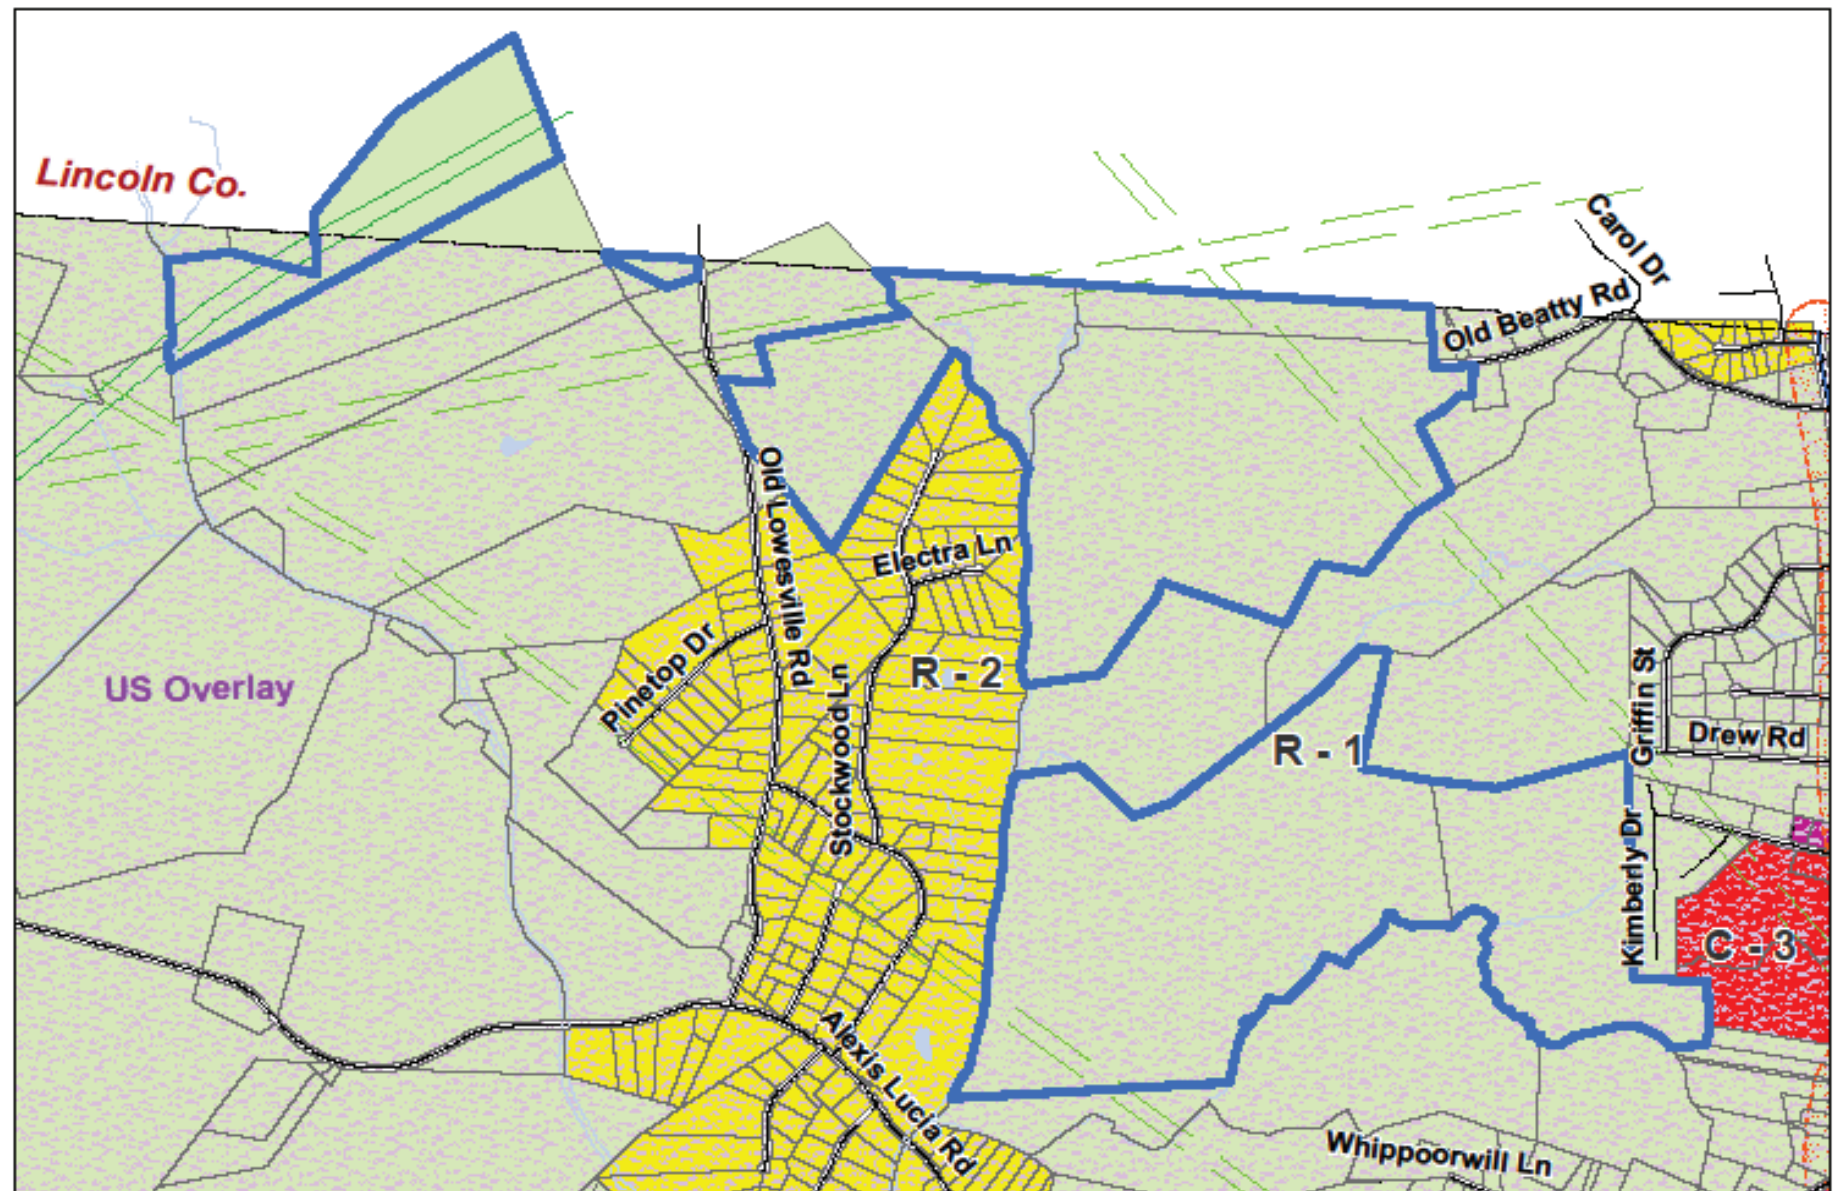 Lincoln Co.
Carol Dr
Old Beatty Rd
Old Lowesville Rd
Electra Ln
Pinetop Dr
R - 2
US Overlay
Stockwood Ln
R - 1
Griffin St
Drew Rd
Kimberly Dr
C - 3
Alexis Lucia Rd
Whippoorwill Ln